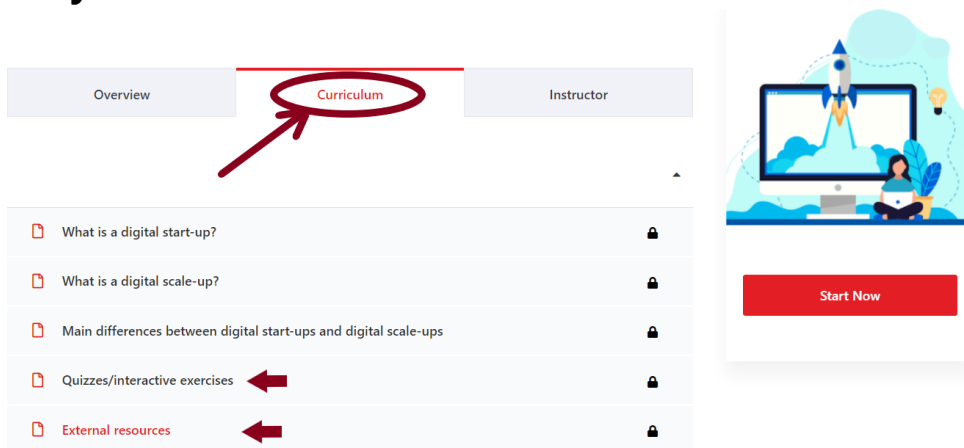 Overview
Curriculum
Instructor
What is a digital start-up?
What is a digital scale-up?
Main differences between digital start-ups and digital scale-ups
Quizzes/interactive exercises
External resources
Start Now